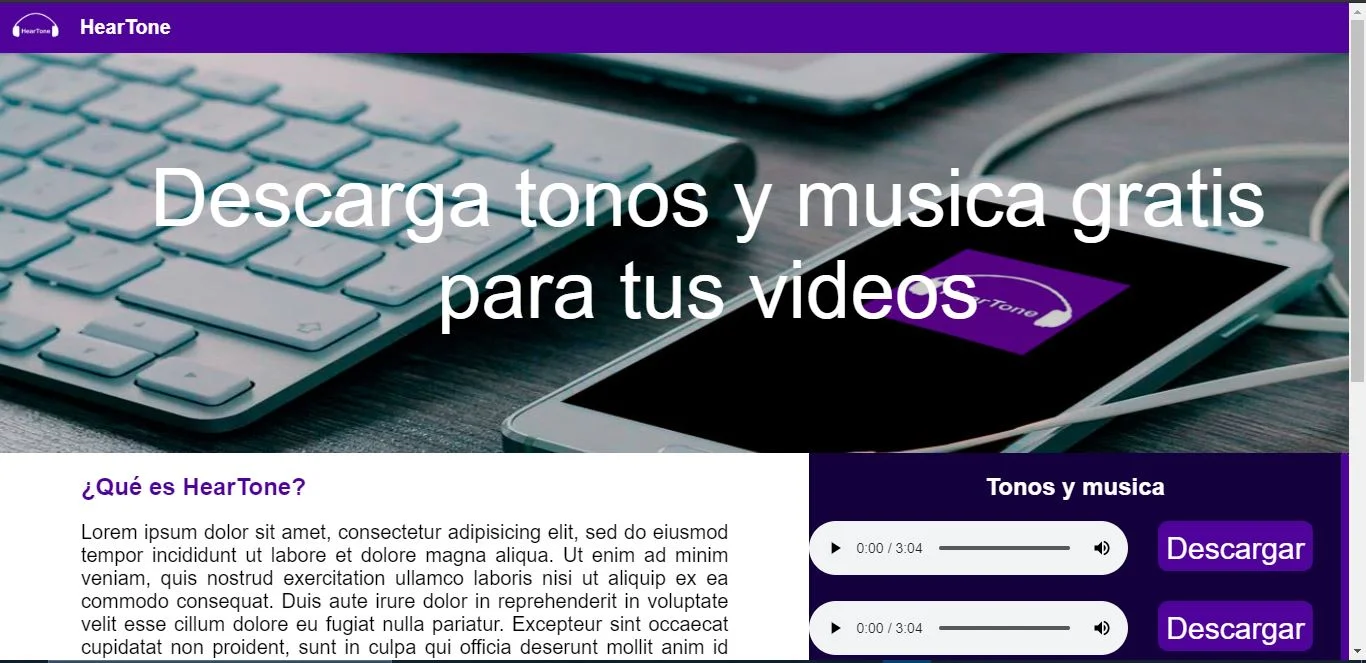 HearTone
HearTone
Descarga tonos y musica gratis
para tus videos
¿Qué es HearTone?
Lorem ipsum dolor sit amet, consectetur adipisicing elit, sed do eiusmod
tempor incididunt ut labore et dolore magna aliqua. Ut enim ad minim
veniam, quis nostrud exercitation ullamco laboris nisi ut aliquip ex ea
commodo consequat. Duis aute irure dolor in reprehenderit in voluptate
velit esse cillum dolore eu fugiat nulla pariatur. Excepteur sint occaecat
cupidatat non proident, sunt in culpa qui officia deserunt mollit anim id
Tonos y musica
0:00 / 3:04
Descargar
0:00 / 3:04
Descargar